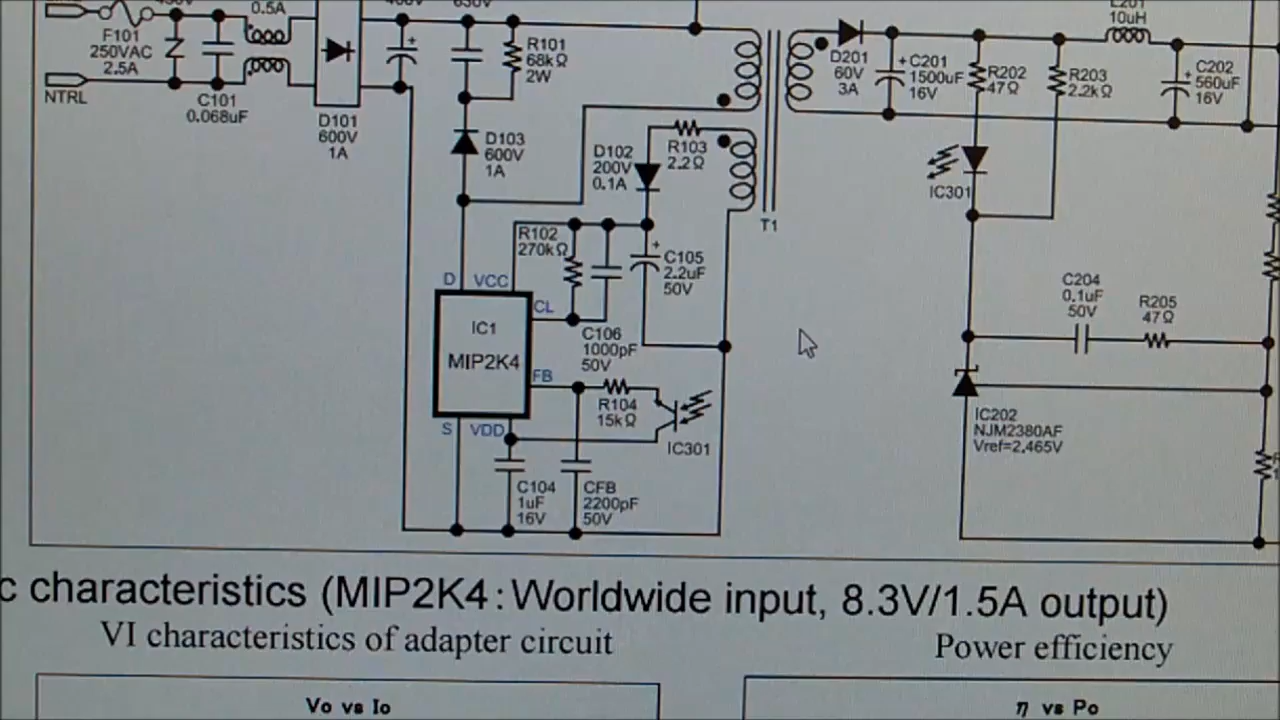 0.5A
F101
250VAC
2.5A
NTRL
C101
0.068uF
D101
600V
1A
R101
68kΩ
2W
D103
600V
1A
D102
200V
0.1A
R103
2.2Ω
T1
D201
60V
3A
C201
1500uF
16V
R202
47Ω
R203
2.2kΩ
10uH
C202
560uF
16V
IC301
R102
270kΩ
C105
2.2uF
50V
D VCC
CL
IC1
MIP2K4
FB
S VDD
C106
1000pF
50V
R104
15kΩ
IC301
C104
1uF
16V
CFB
2200pF
50V
C204
0.1uF
50V
R205
47Ω
IC202
NJM2380AF
Vref=2.465V
c characteristics (MIP2K4:Worldwide input, 8.3V/1.5A output)
VI characteristics of adapter circuit
Power efficiency
Vo vs Io
η vs Po